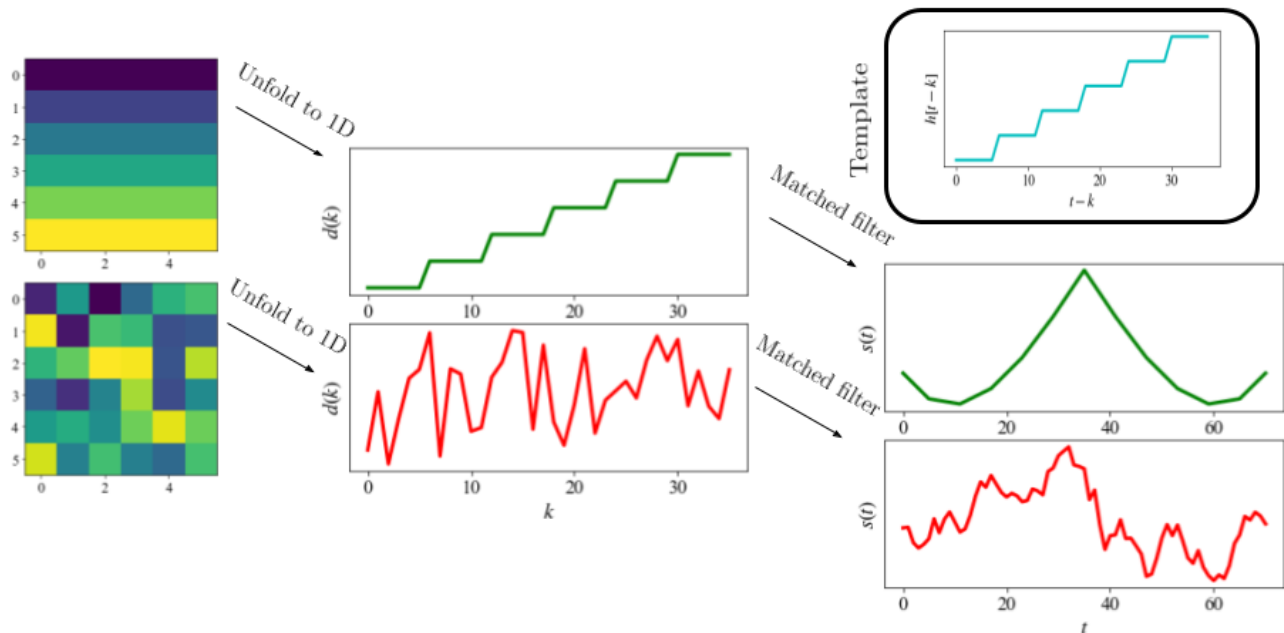 Template
h[t − k]
0 10 20 30
t − k
0
1
2
3
4
5
0 2 4
Unfold to 1D
d(k)
0 10 20 30
Matched filter
s(t)
0 20 40 60
0
1
2
3
4
5
0 2 4
Unfold to 1D
d(k)
0 10 20 30
k
Matched filter
s(t)
0 20 40 60
t